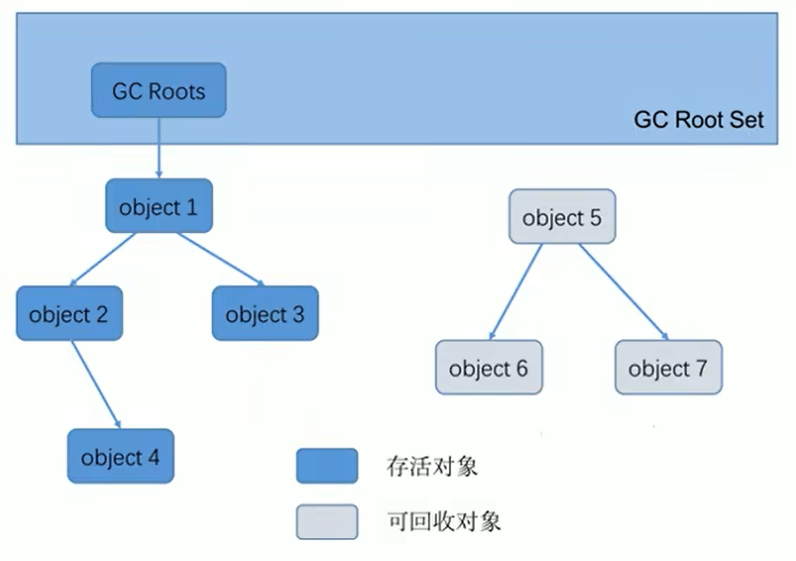 GC Roots
GC Root Set
object 1
object 5
object 2
object 3
object 6
object 7
object 4
存活对象
可回收对象